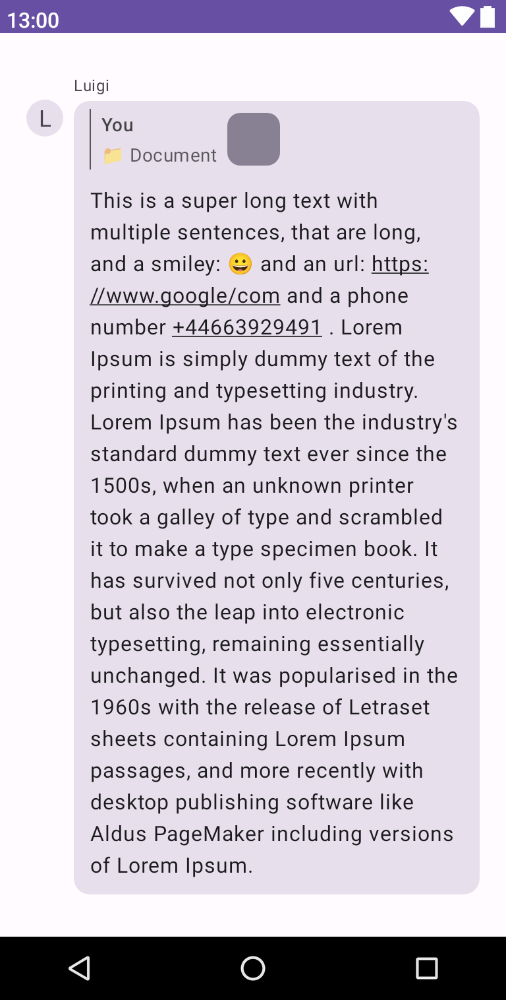 13:00
Luigi
L
You
📁 Document
This is a super long text with
multiple sentences, that are long,
and a smiley: 😀 and an url: https:
//www.google/com and a phone
number +44663929491 . Lorem
Ipsum is simply dummy text of the
printing and typesetting industry.
Lorem Ipsum has been the industry's
standard dummy text ever since the
1500s, when an unknown printer
took a galley of type and scrambled
it to make a type specimen book. It
has survived not only five centuries,
but also the leap into electronic
typesetting, remaining essentially
unchanged. It was popularised in the
1960s with the release of Letraset
sheets containing Lorem Ipsum
passages, and more recently with
desktop publishing software like
Aldus PageMaker including versions
of Lorem Ipsum.